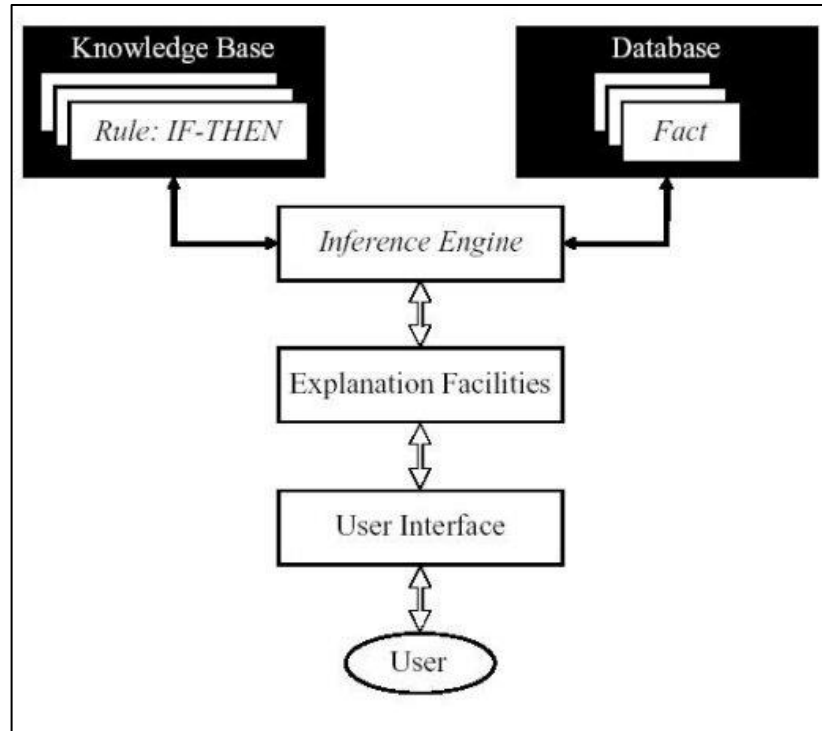 Knowledge Base
Rule: IF-THEN
Database
Fact
Inference Engine
Explanation Facilities
User Interface
User